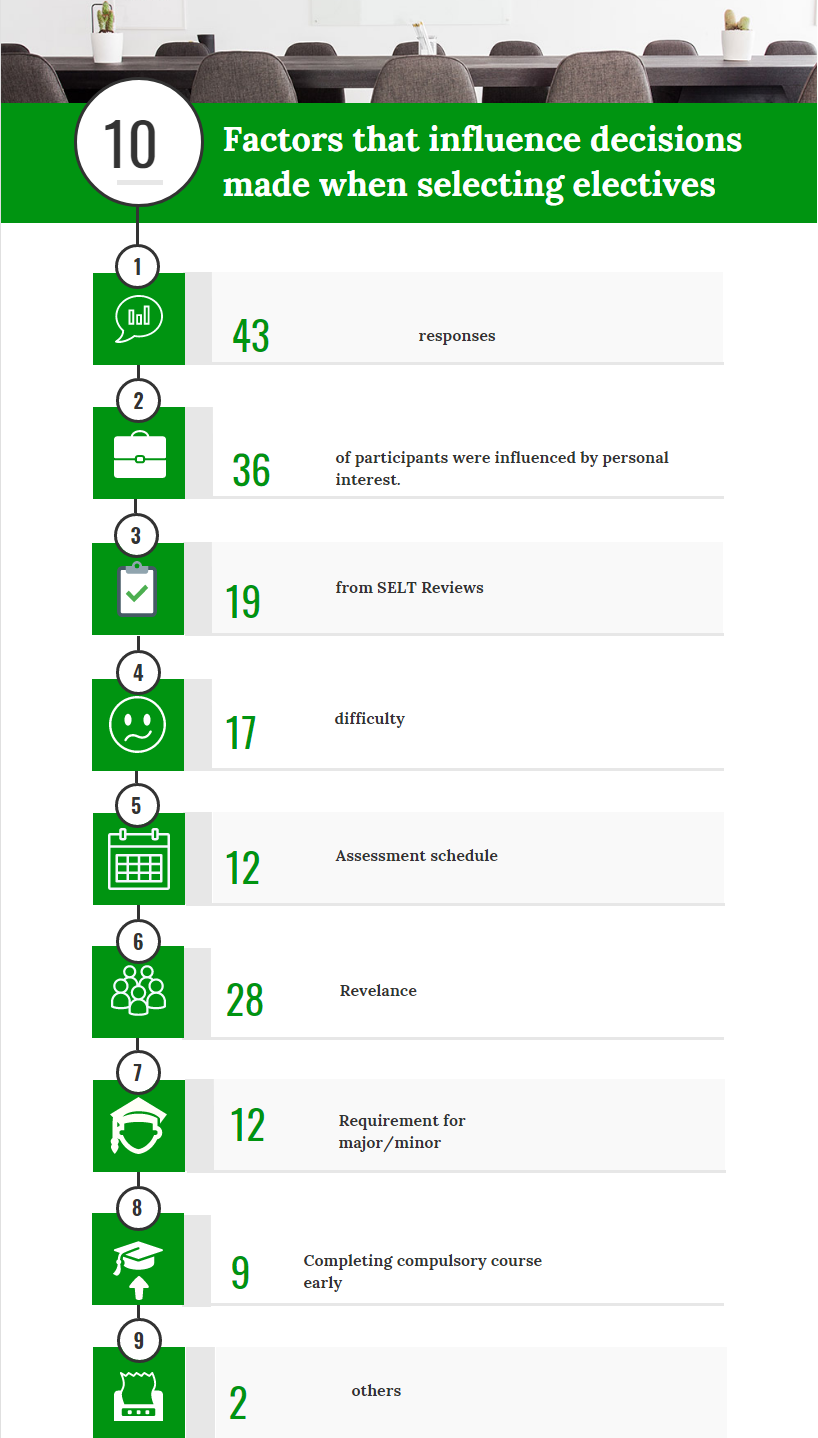 10
Factors that influence decisions
made when selecting electives
1
43
responses
2
36
of participants were influenced by personal
interest.
3
19
from SELT Reviews
4
17
difficulty
5
12
Assessment schedule
6
28
Revelance
7
12
Requirement for
major/minor
8
9
Completing compulsory course
early
9
2
others